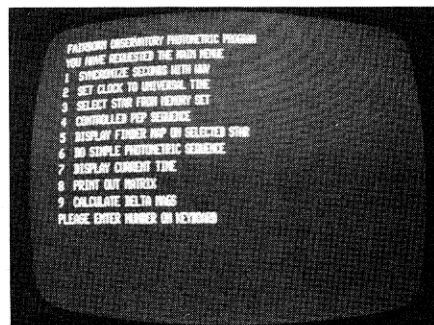 FAIRBORN OBSERVATORY PHOTOMETRIC PROGRAM
YOU HAVE REQUESTED THE MAIN MENUE
1 SYNCRONIZE SECONDS WITH WWV
2 SET CLOCK TO UNIVERSAL TIME
3 SELECT STAR FROM MEMORY SET
4 CONTROLLED PEP SEQUENCE
5 DISPLAY FINDER MAP ON SELECTED STAR
6 DO SIMPLE PHOTOMETRIC SEQUENCE
7 DISPLAY CURRENT TIME
8 PRINT OUT MATRIX
9 CALCULATE DELTA MAGS
PLEASE ENTER NUMBER ON KEYBOARD